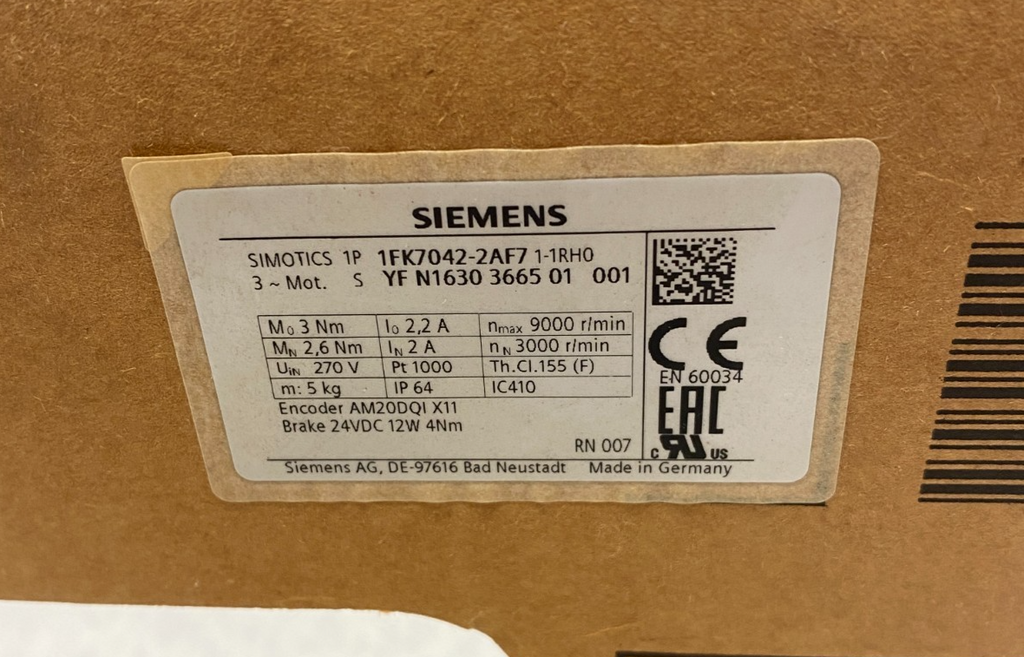 SIEMENS
SIMOTICS 1P 1FK7042-2AF7 1-1RH0
3 ~ Mot. S YF N1630 3665 01 001
M0 3 Nm I0 2,2 A nmax 9000 r/min
MN 2,6 Nm IN 2 A nN 3000 r/min
UiN 270 V Pt 1000 Th.Cl.155 (F)
m: 5 kg IP 64 IC410
CE
EN 60034
EAC
Encoder AM20DQI X11
Brake 24VDC 12W 4Nm
RN 007
c RU US
Siemens AG, DE-97616 Bad Neustadt Made in Germany